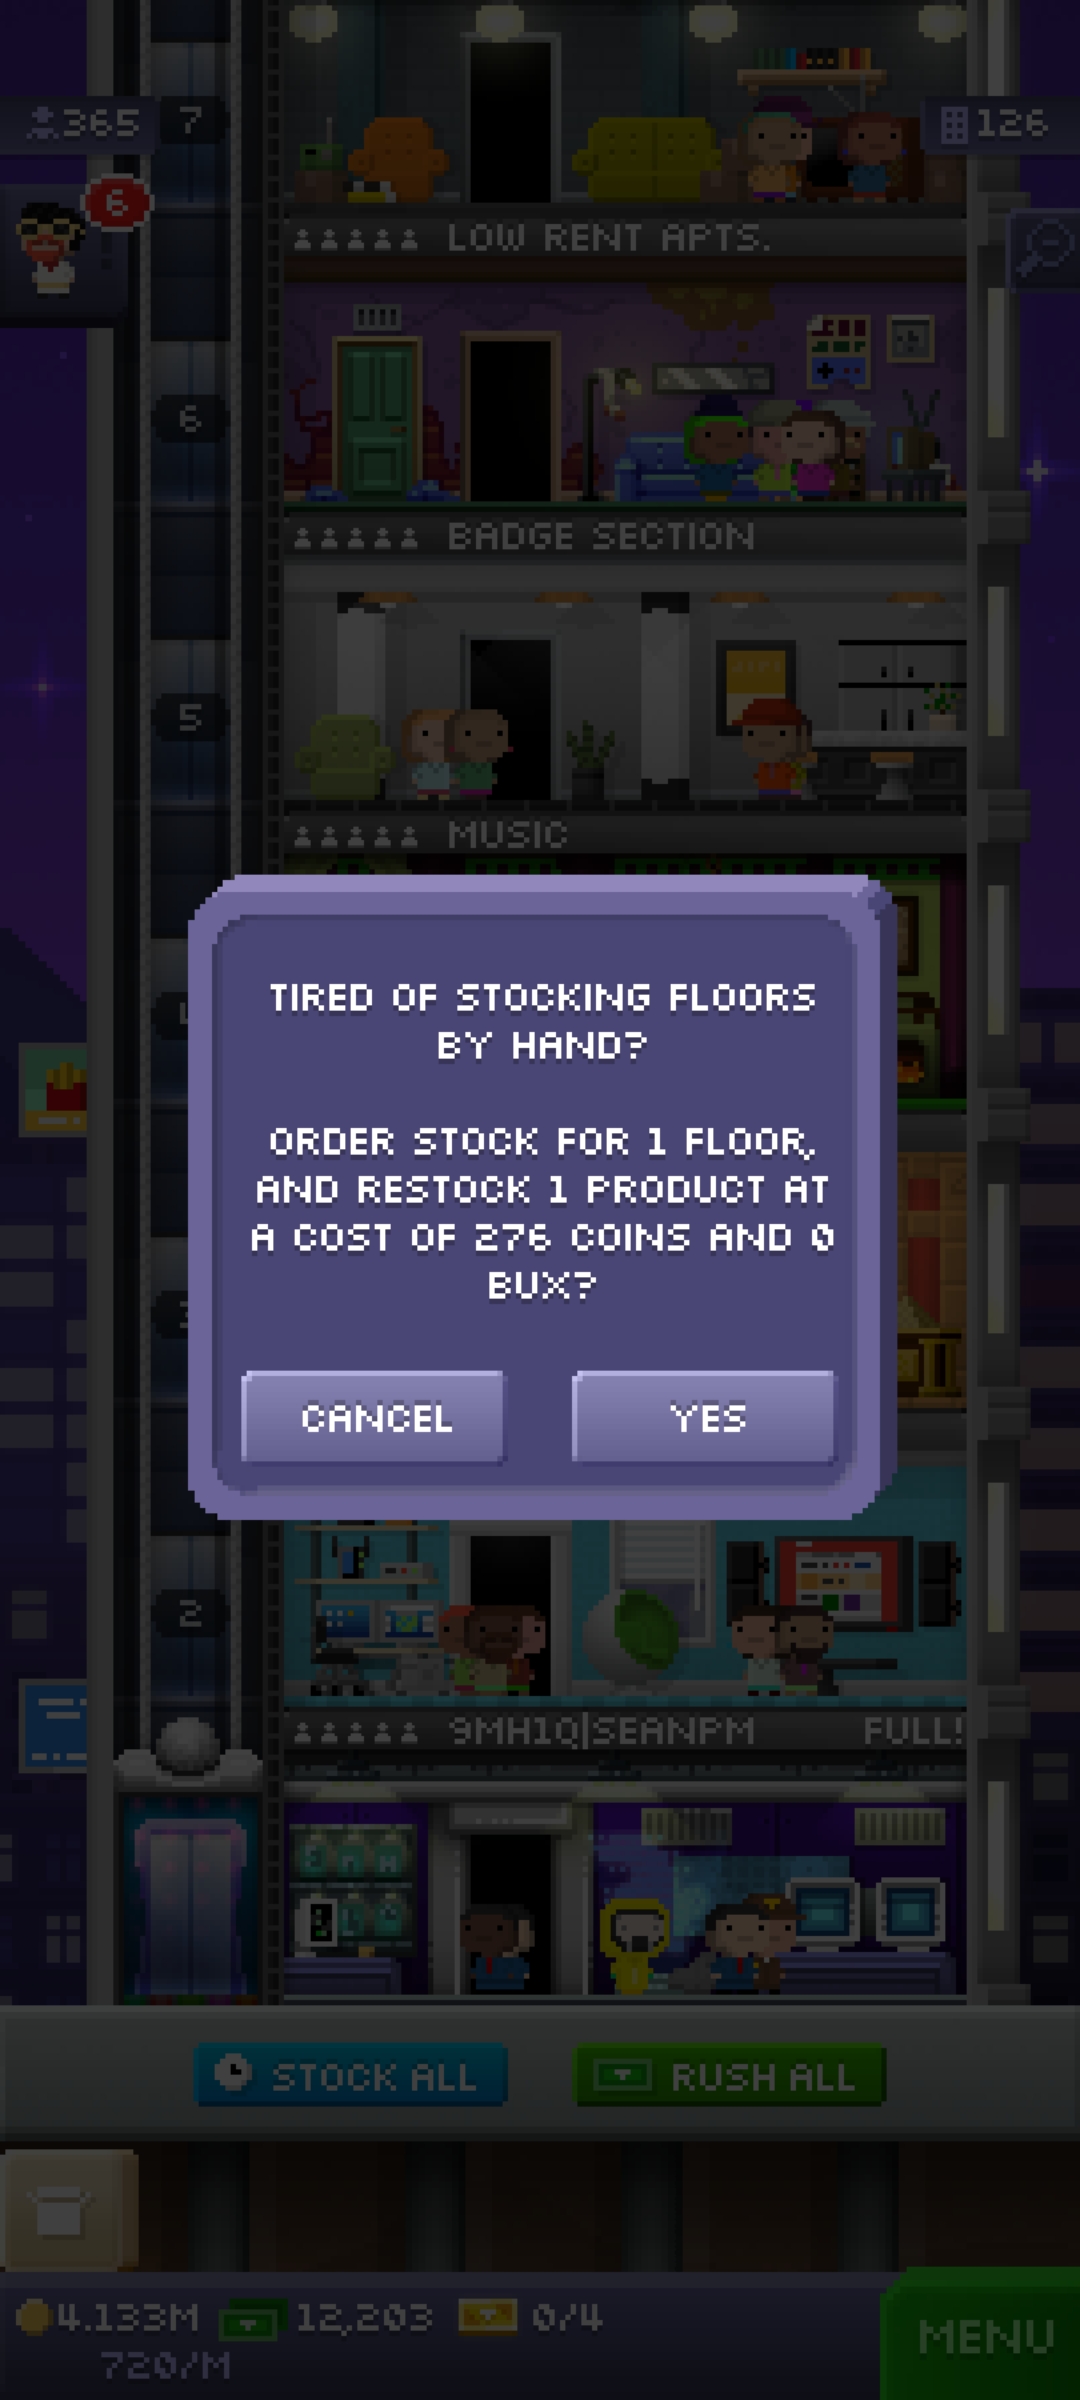 365
7
126
6
LOW RENT APTS.
6
BADGE SECTION
5
MUSIC
TIRED OF STOCKING FLOORS
BY HAND?
ORDER STOCK FOR 1 FLOOR,
AND RESTOCK 1 PRODUCT AT
A COST OF 276 COINS AND 0
BUX?
CANCEL
YES
2
9MH1Q|SEANPM
FULL!
STOCK ALL
RUSH ALL
4.133M
12,203
0/4
MENU
720/M